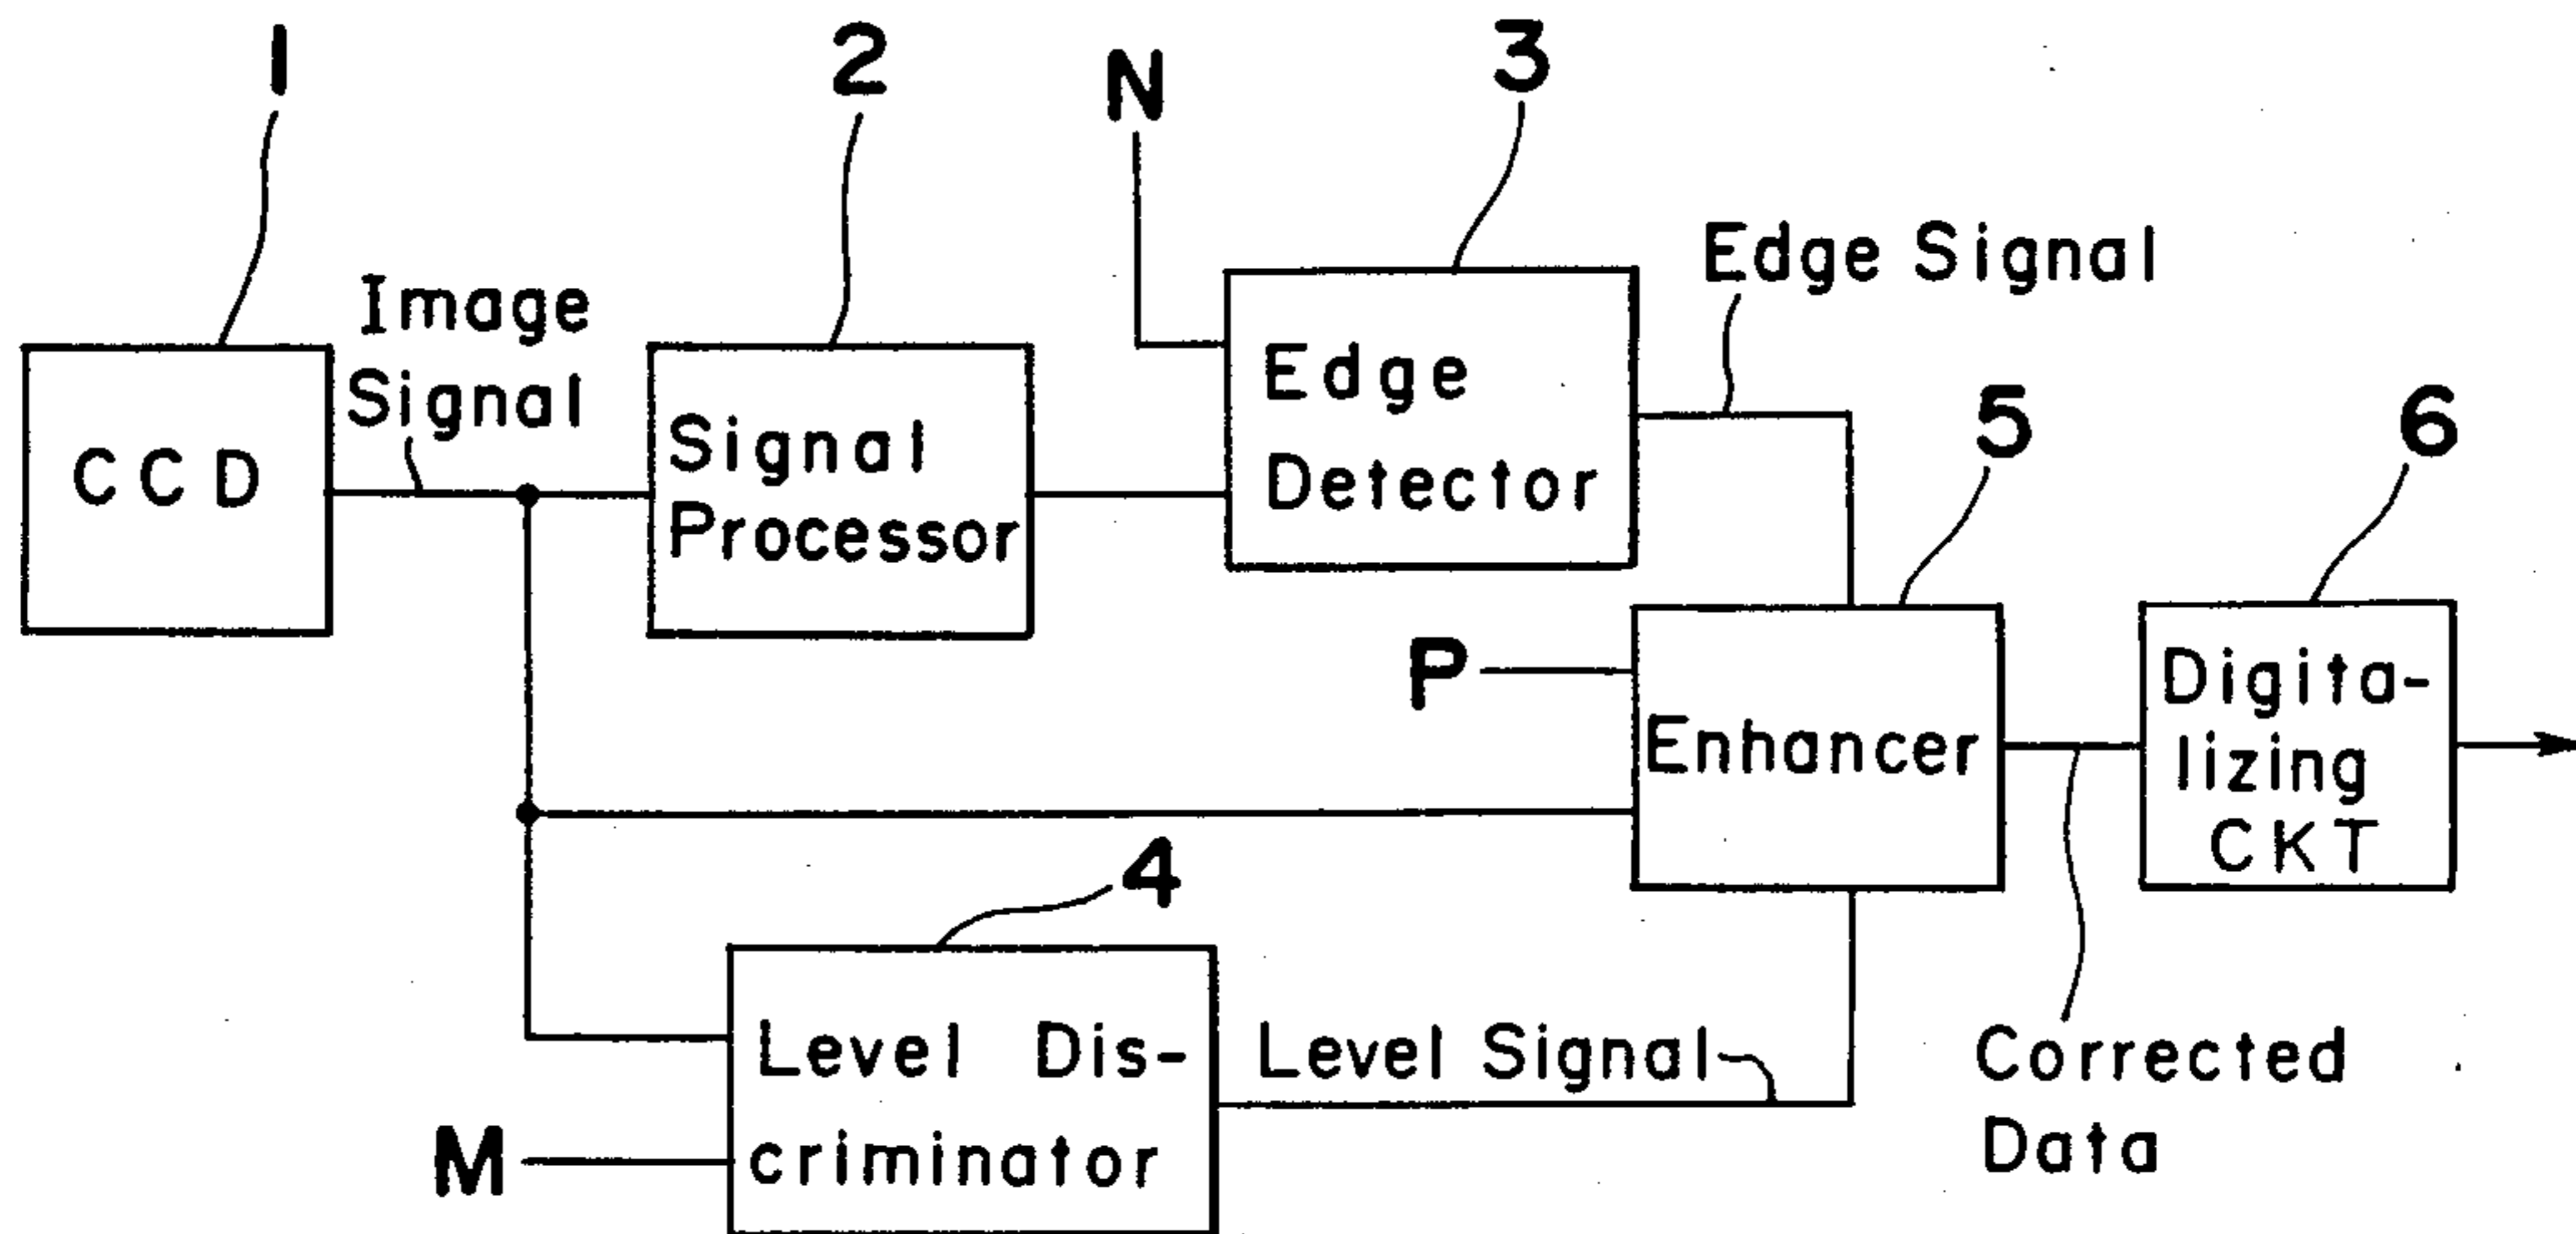 1
2
N
3
Edge Signal
Image
Signal
CCD
Signal
Processor
Edge
Detector
5
6
P
Enhancer
Digita-
lizing
CKT
4
Level Dis-
criminator
M
Level Signal
Corrected
Data